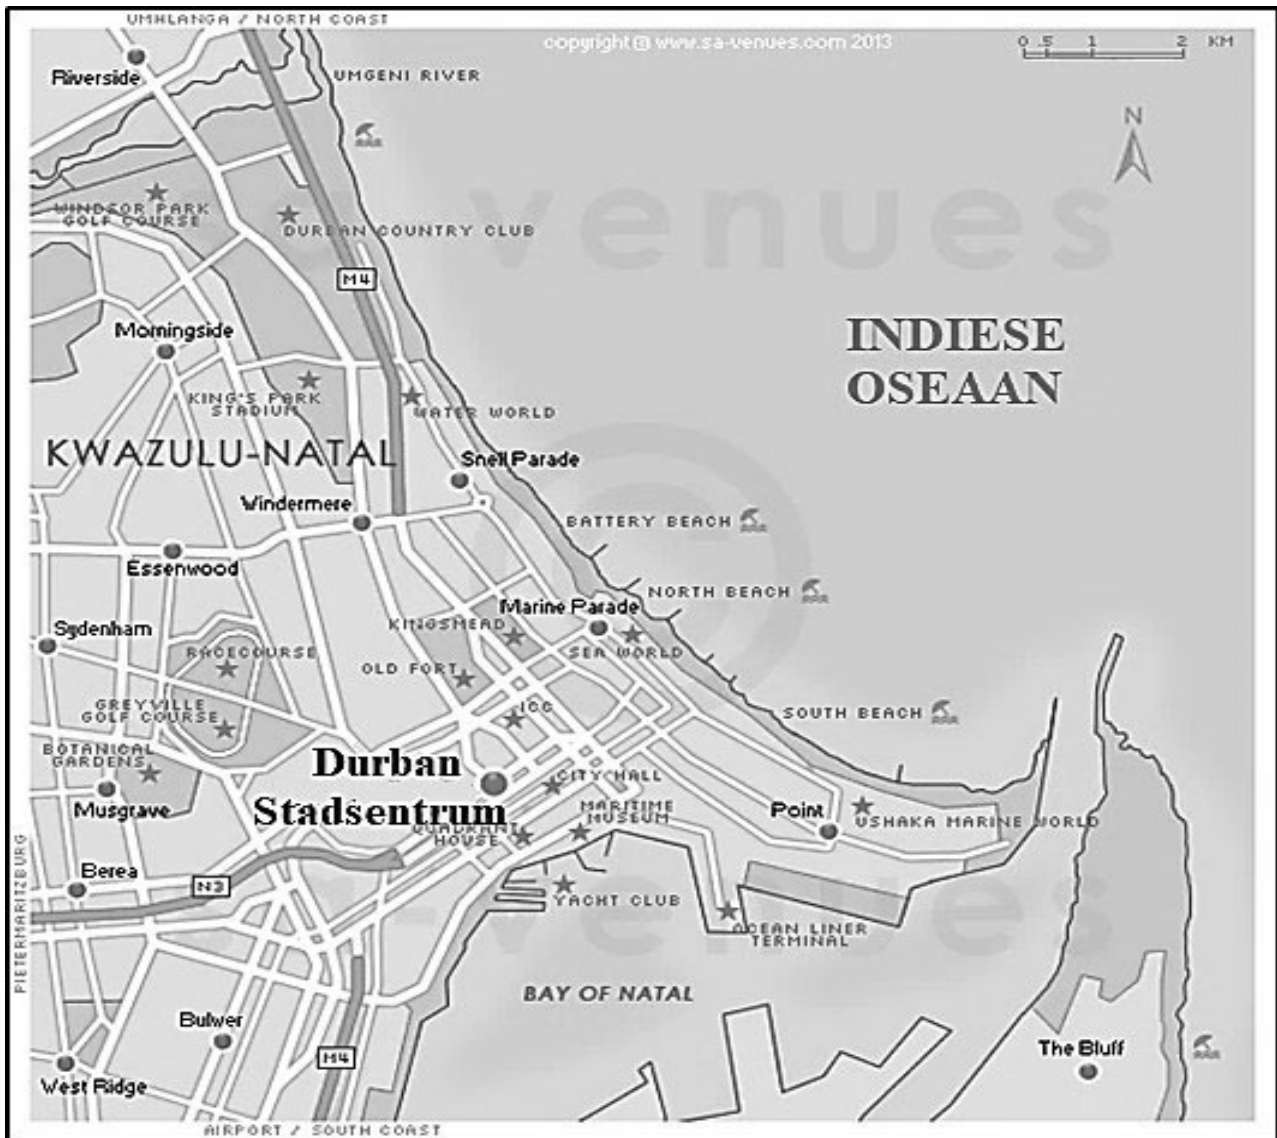 UMHLANGA / NORTH COAST
copyright © www.sa-venues.com 2013
0 .5 1 2 KM
Riverside
UMGENI RIVER
N
WINDSOR PARK
GOLF COURSE
DURBAN COUNTRY CLUB
venues
M4
INDIESE
OSEAAN
Morningside
KING'S PARK
STADIUM
WATER WORLD
KWAZULU-NATAL
Snell Parade
Windermere
BATTERY BEACH
Essenwood
NORTH BEACH
Marine Parade
KINGSMEAD
SEA WORLD
Sydenham
RACECOURSE
OLD FORT
GREYVILLE
GOLF COURSE
ICC
SOUTH BEACH
BOTANICAL
GARDENS
Durban
Stadsentrum
CITY HALL
Musgrave
MARITIME
MUSEUM
Point
USHAKA MARINE WORLD
QUADRANT
HOUSE
Berea
N3
YACHT CLUB
OCEAN LINER
TERMINAL
a-venues
PIETERMARITZBURG
BAY OF NATAL
Bulwer
The Bluff
M4
West Ridge
AIRPORT / SOUTH COAST